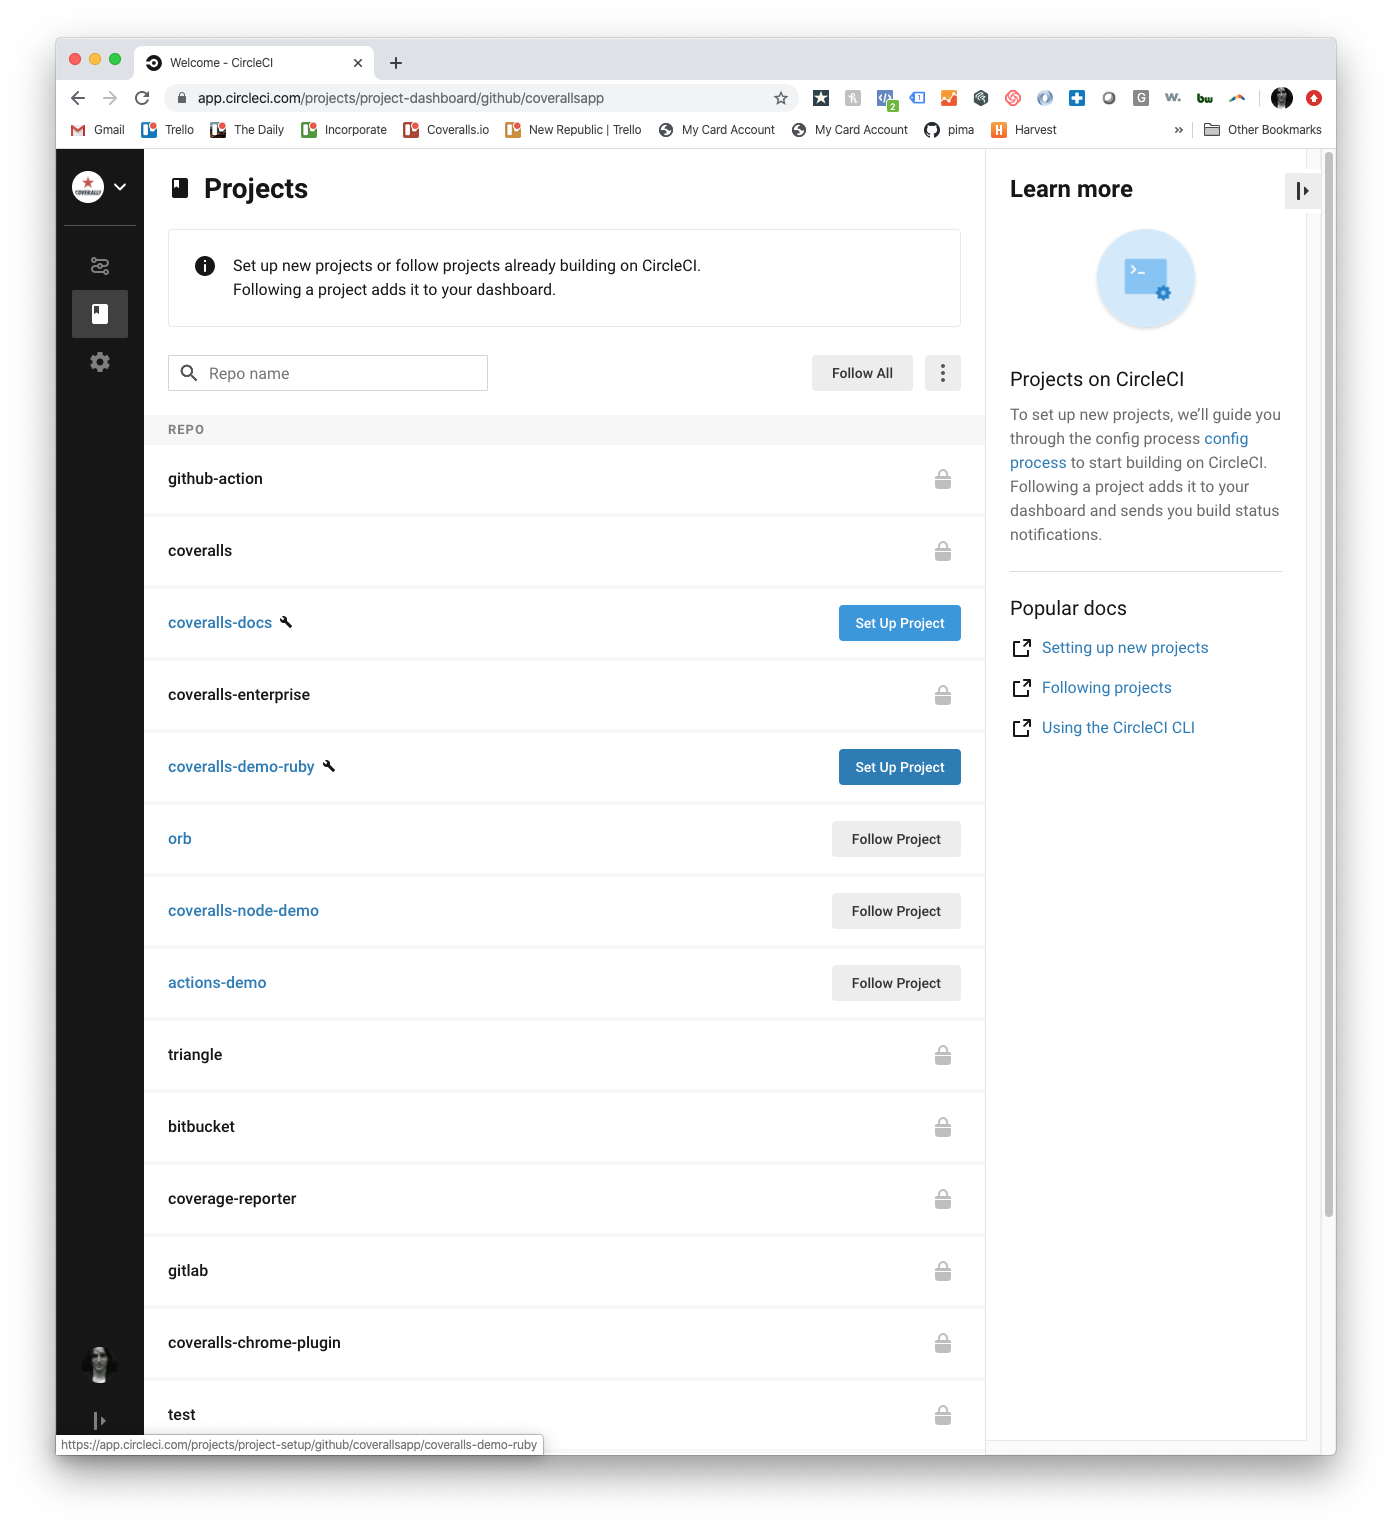 Welcome - CircleCI
app.circleci.com/projects/project-dashboard/github/coverallsapp
2
1
G
w.
bw
Gmail
Trello
The Daily
Incorporate
Coveralls.io
New Republic | Trello
My Card Account
My Card Account
pima
H
Harvest
»
Other Bookmarks
COVERALLS
Projects
Set up new projects or follow projects already building on CircleCI.
Following a project adds it to your dashboard.
Repo name
Follow All
REPO
github-action
coveralls
coveralls-docs
Set Up Project
coveralls-enterprise
coveralls-demo-ruby
Set Up Project
orb
Follow Project
coveralls-node-demo
Follow Project
actions-demo
Follow Project
triangle
bitbucket
coverage-reporter
gitlab
coveralls-chrome-plugin
test
https://app.circleci.com/projects/project-setup/github/coverallsapp/coveralls-demo-ruby
Learn more
Projects on CircleCI
To set up new projects, we’ll guide you
through the config process config
process to start building on CircleCI.
Following a project adds it to your
dashboard and sends you build status
notifications.
Popular docs
Setting up new projects
Following projects
Using the CircleCI CLI